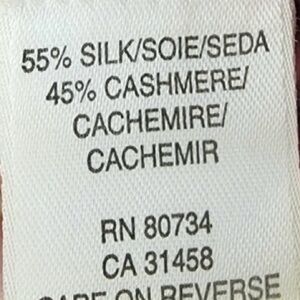 55% SILK/SOIE/SEDA
45% CASHMERE/
CACHEMIRE/
CACHEMIR
RN 80734
CA 31458
CARE ON REVERSE